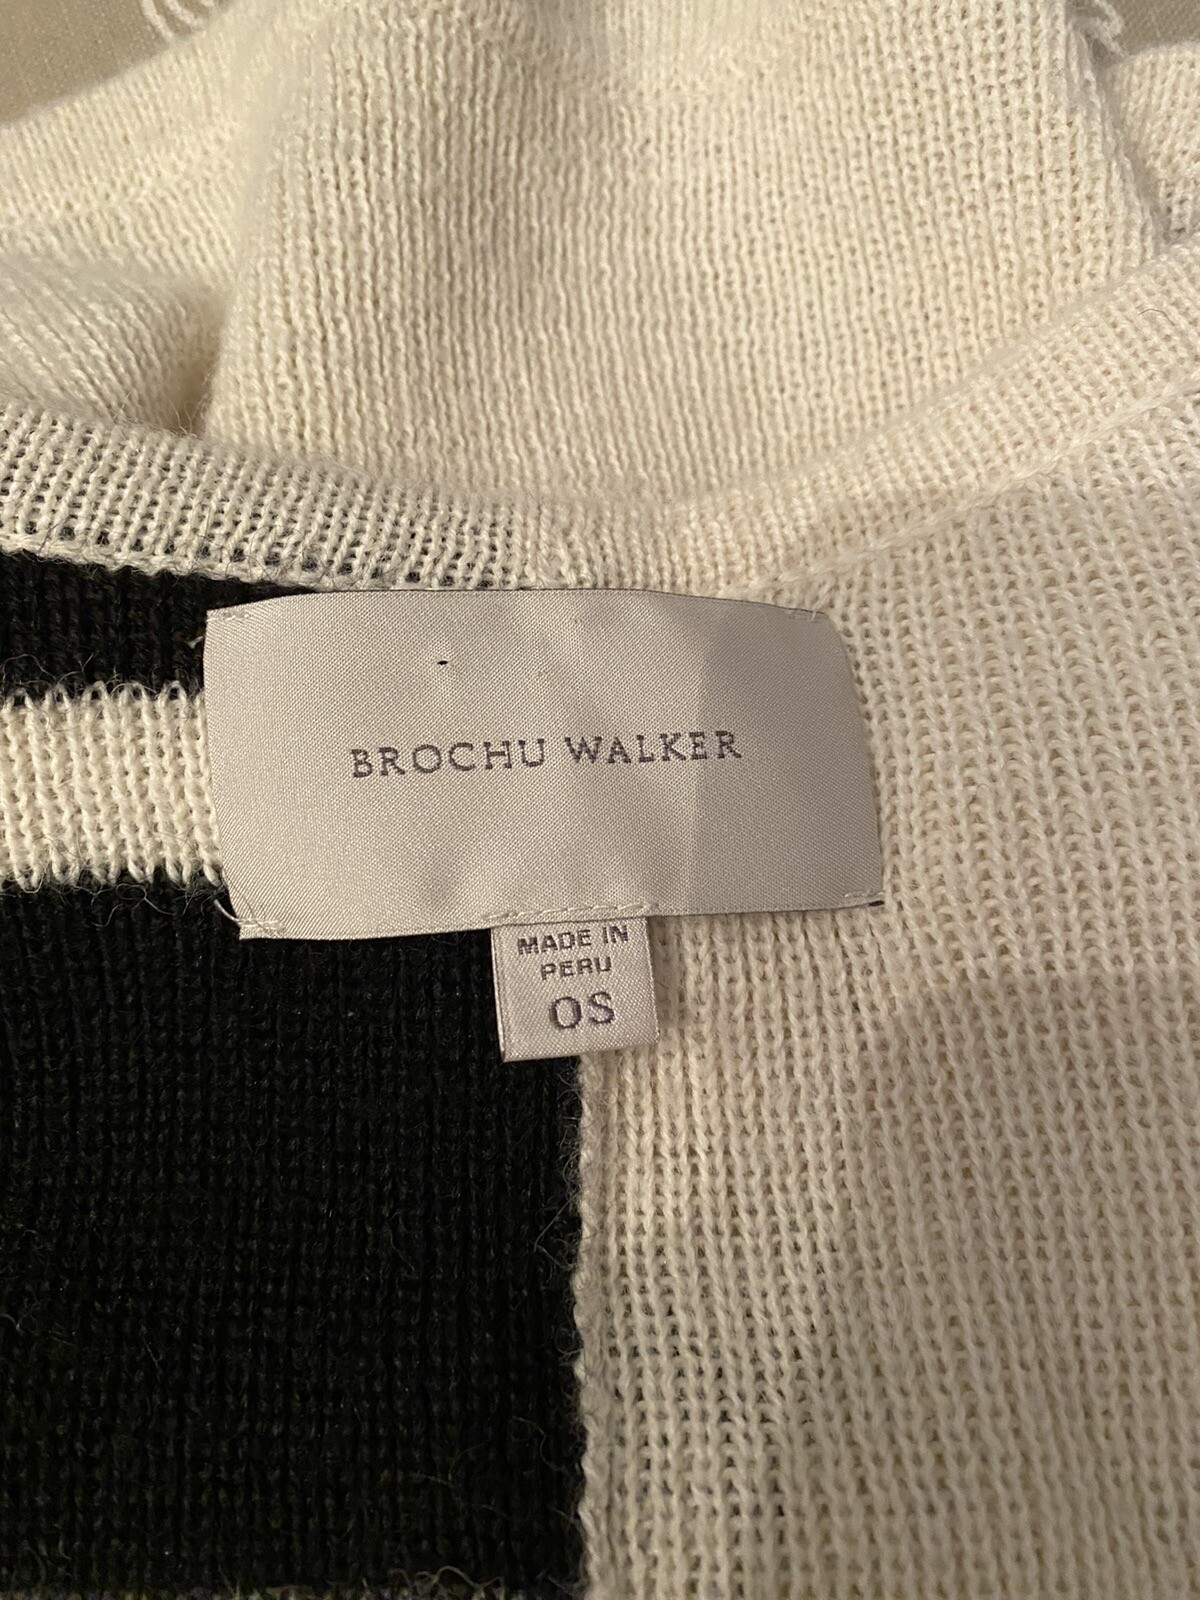 BROCHU WALKER
MADE IN
PERU
OS